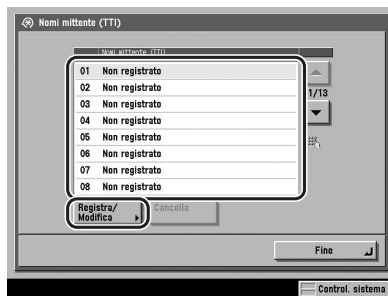 Nomi mittente (TTI)
Nomi mittente (TTI)
01 Non registrato
02 Non registrato
03 Non registrato
04 Non registrato
05 Non registrato
06 Non registrato
07 Non registrato
08 Non registrato
1/13
Registra/
Modifica
Cancella
Fine
Control. sistema